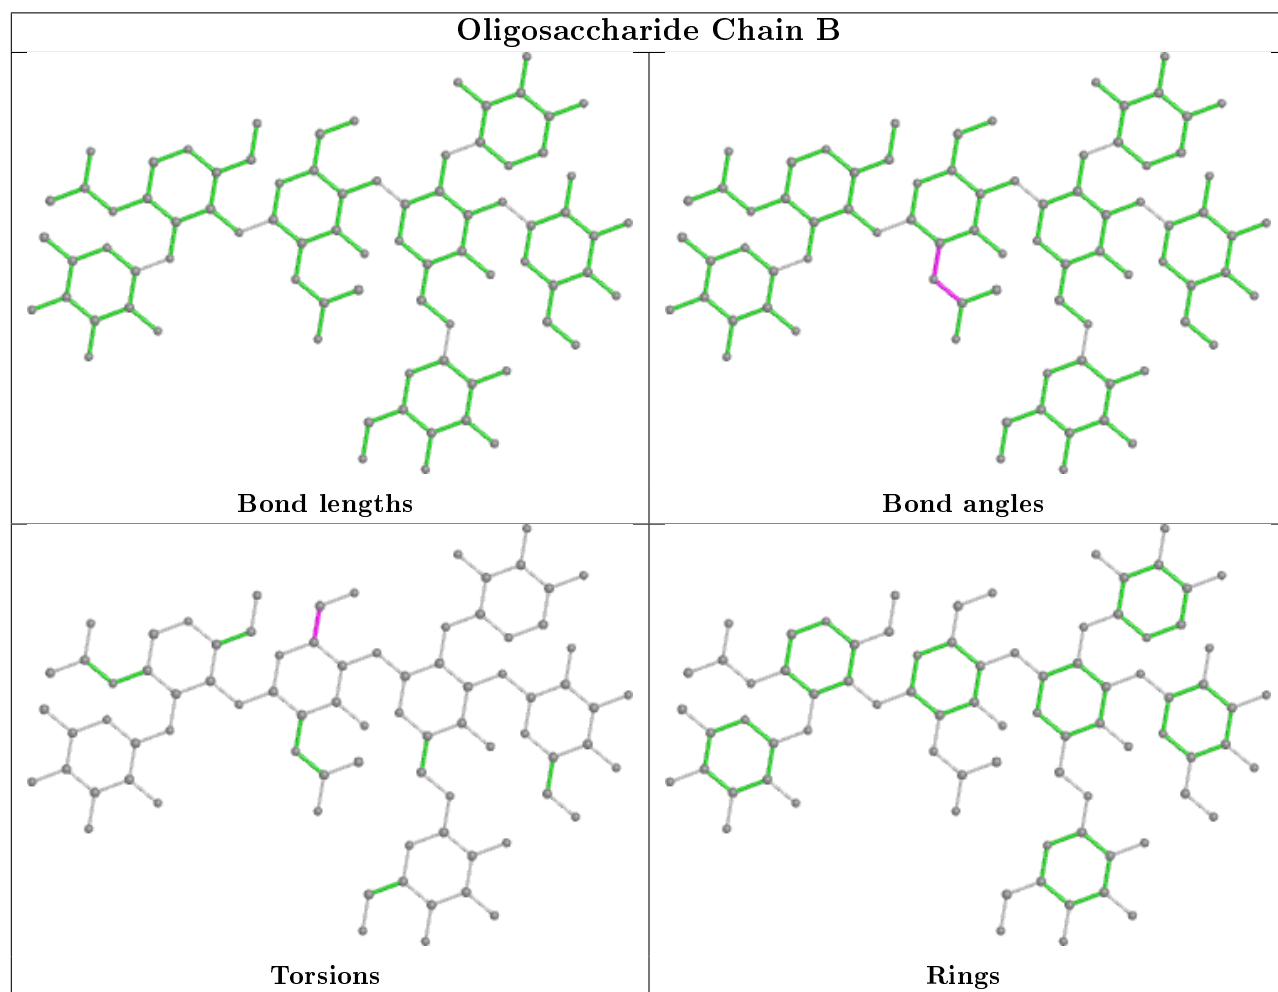 Oligosaccharide Chain B
Bond lengths
Bond angles
Torsions
Rings